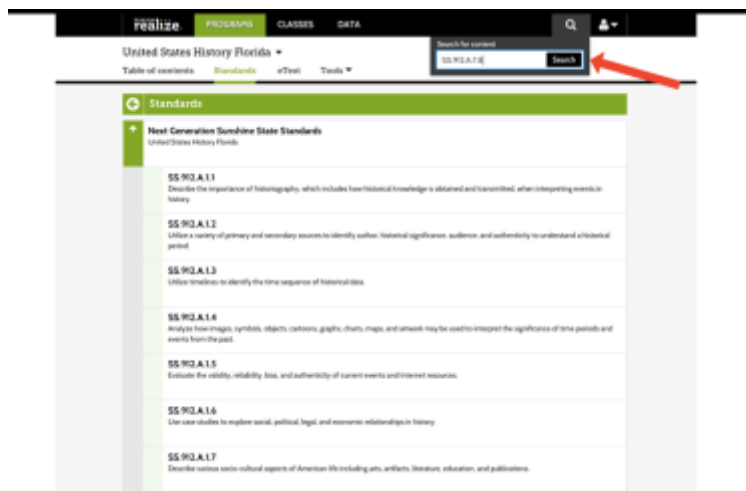 realize. PROGRAMS CLASSES DATA
Search for content
United States History Florida
SS.912.A.7.8 Search
Table of contents Standards eText Tools
Standards
Next Generation Sunshine State Standards
United States History Florida
SS.912.A.1.1
Describe the importance of historiography, which includes how historical knowledge is obtained and transmitted, when interpreting events in
history.
SS.912.A.1.2
Utilize a variety of primary and secondary sources to identify author, historical significance, audience, and authenticity to understand a historical
period.
SS.912.A.1.3
Utilize timelines to identify the time sequence of historical data.
SS.912.A.1.4
Analyze how images, symbols, objects, cartoons, graphs, charts, maps, and artwork may be used to interpret the significance of time periods and
events from the past.
SS.912.A.1.5
Evaluate the validity, reliability, bias, and authenticity of current events and Internet resources.
SS.912.A.1.6
Use case studies to explore social, political, legal, and economic relationships in history.
SS.912.A.1.7
Describe various socio-cultural aspects of American life including arts, artifacts, literature, education, and publications.